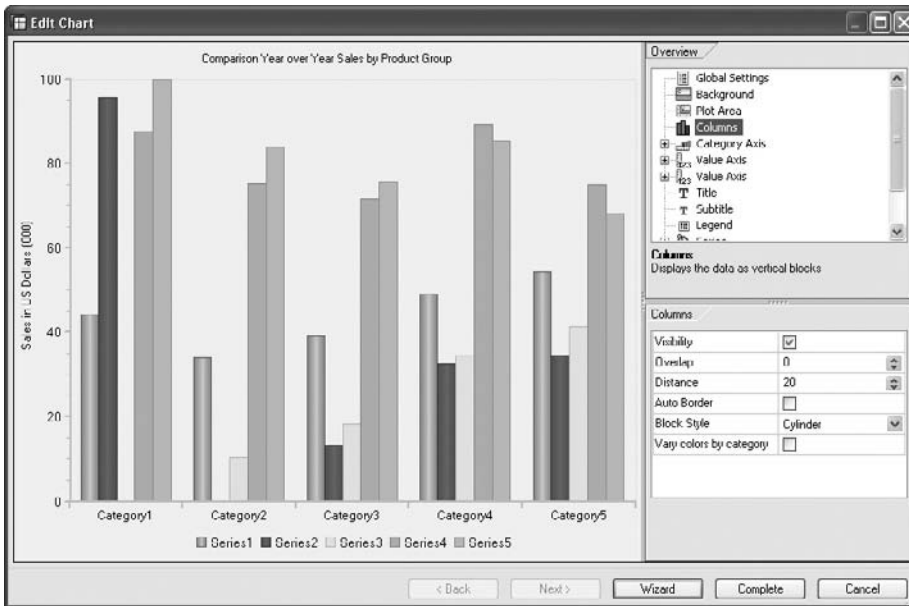 Edit Chart
Comparison Year over Year Sales by Product Group
Sales in US Dollars (000)
100
80
60
40
20
0
Category1 Category2 Category3 Category4 Category5
Series1 Series2 Series3 Series4 Series5
Overview
Global Settings
Background
Plot Area
Columns
Category Axis
Value Axis
Value Axis
Title
Subtitle
Legend
Columns
Displays the data as vertical blocks
Columns
Visibility
Overlap 0
Distance 20
Auto Border
Block Style Cylinder
Vary colors by category
< Back Next > Wizard Complete Cancel